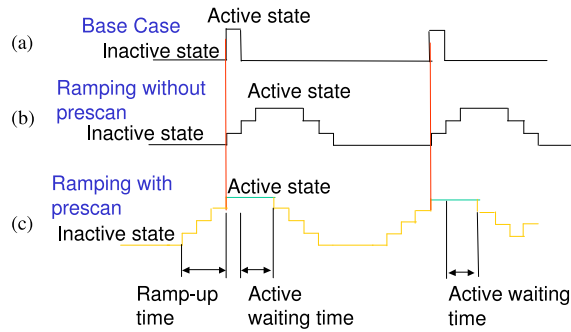 Active state
Base Case
(a)
Inactive state
Ramping without
prescan
Active state
(b)
Inactive state
Ramping with
prescan
Active state
(c)
Inactive state
Ramp-up
time
Active
waiting time
Active waiting
time